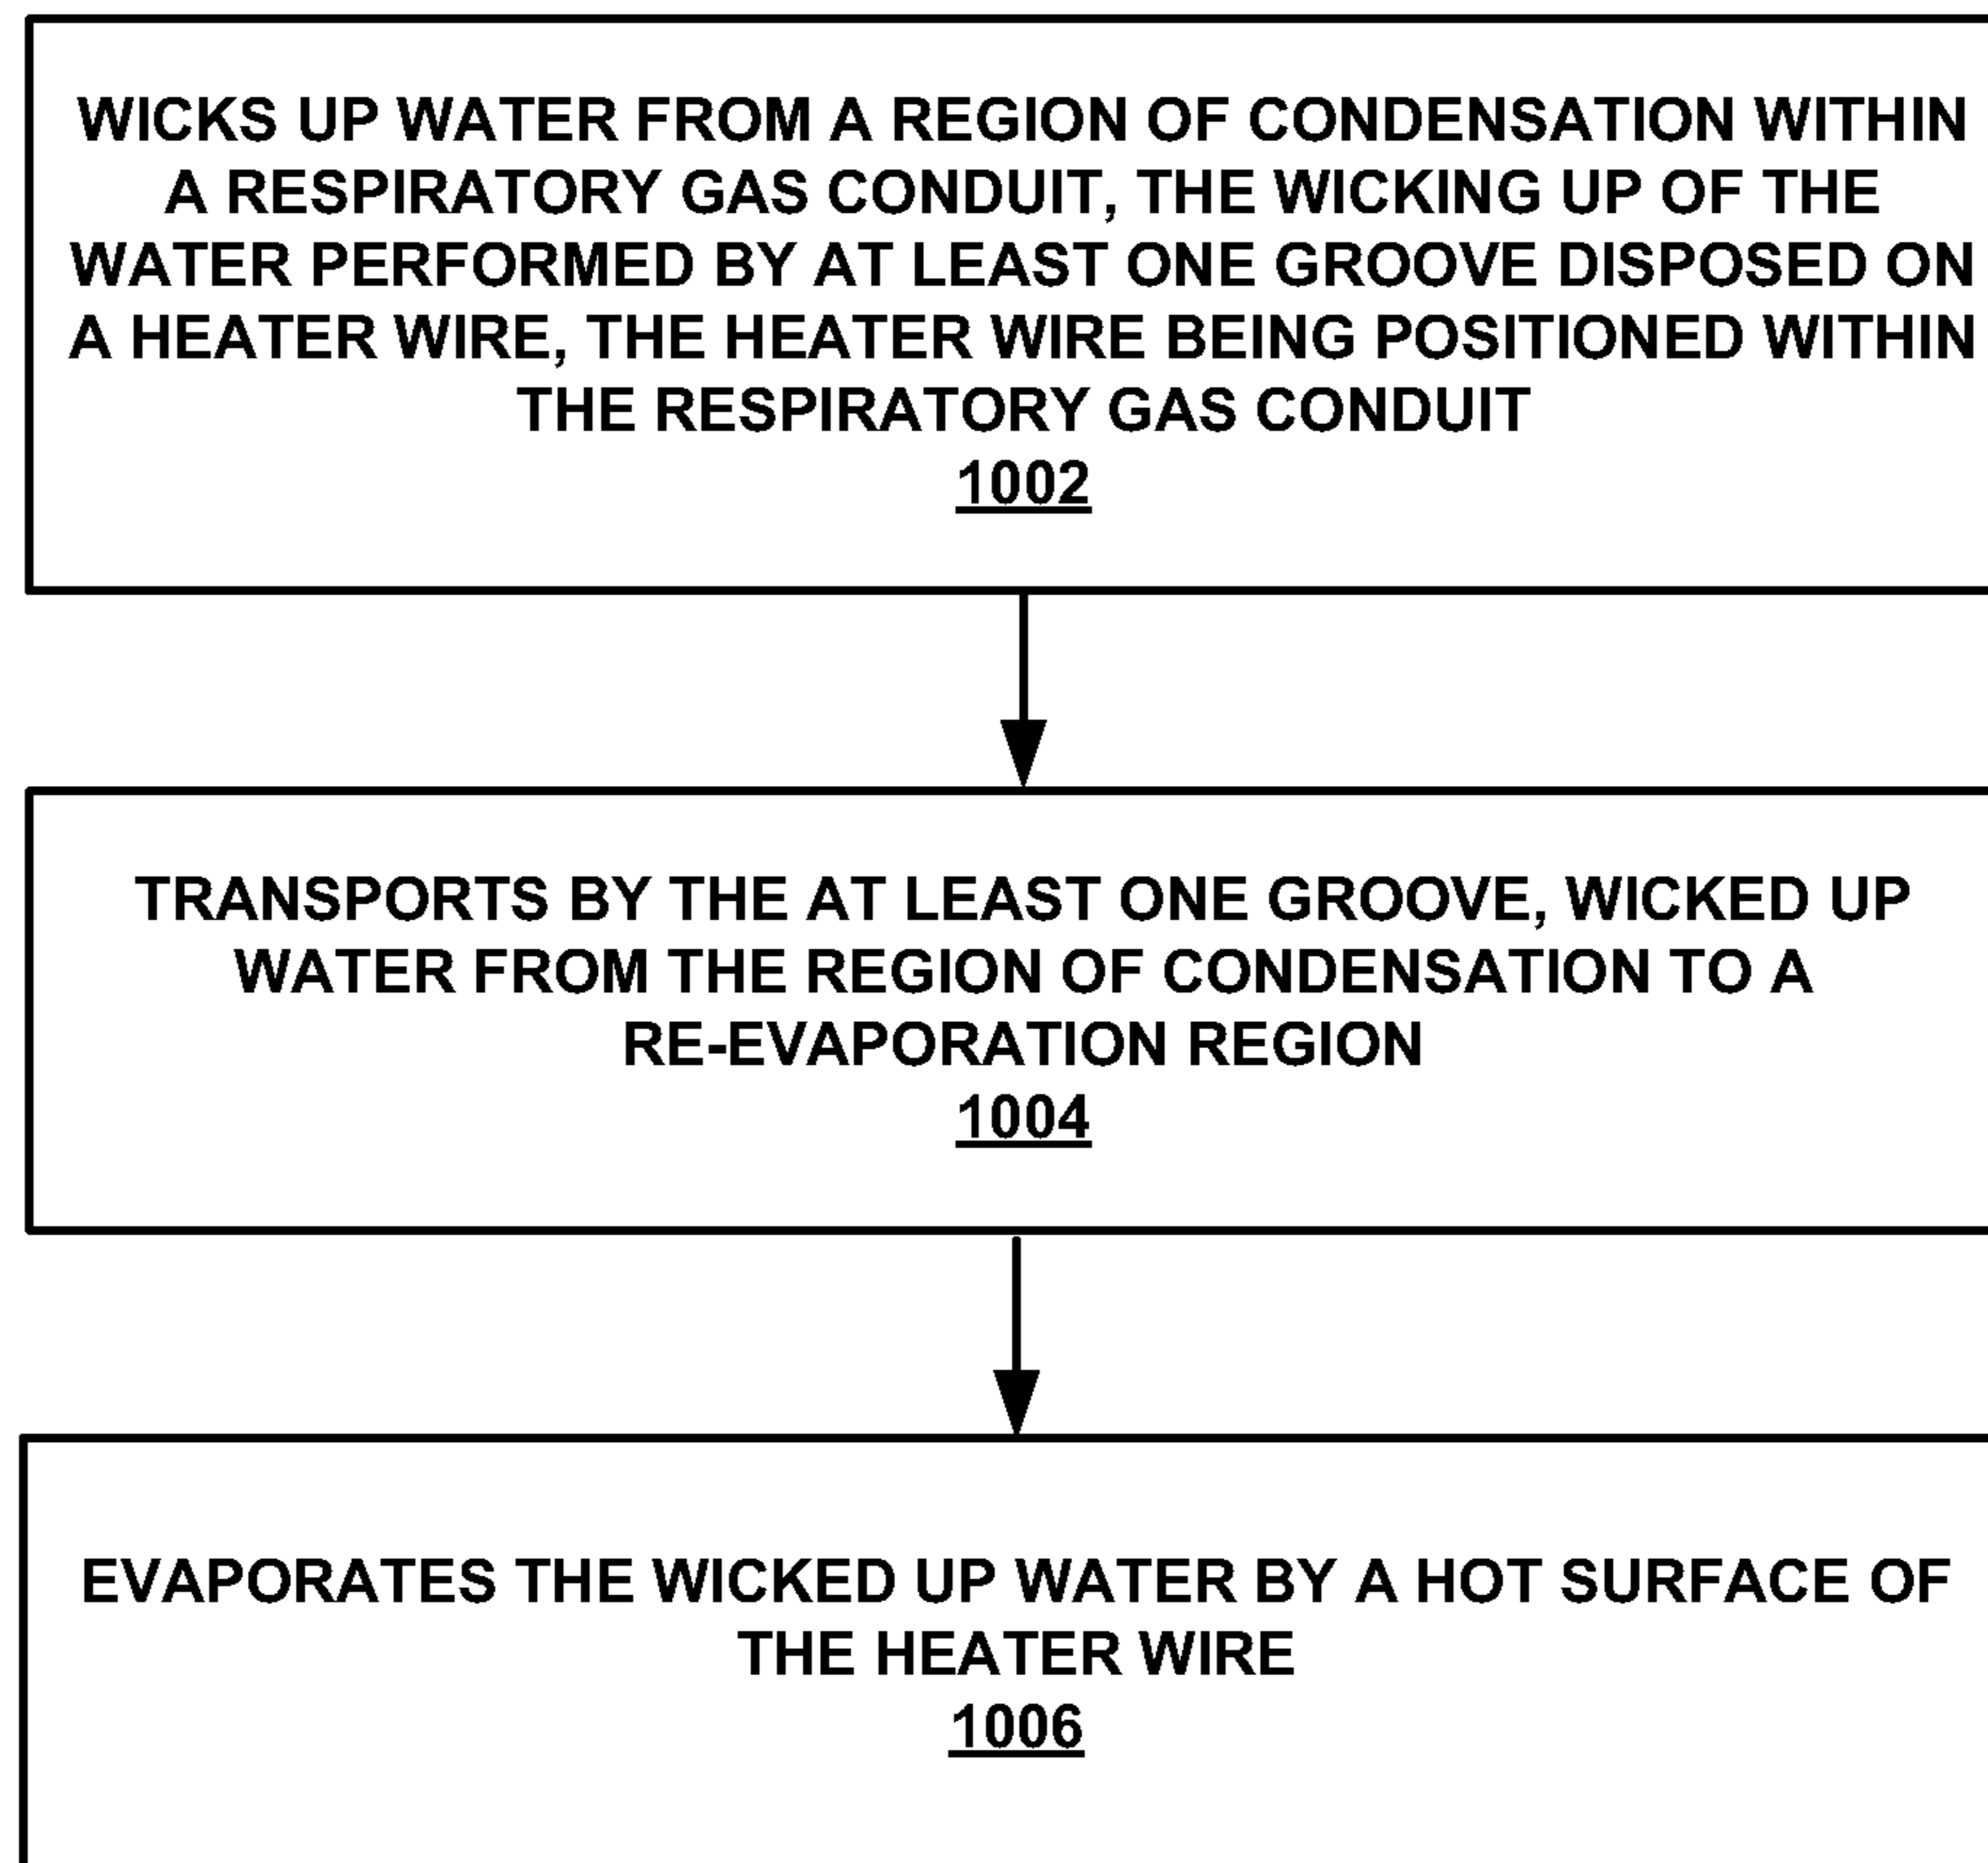 WICKS UP WATER FROM A REGION OF CONDENSATION WITHIN
A RESPIRATORY GAS CONDUIT, THE WICKING UP OF THE
WATER PERFORMED BY AT LEAST ONE GROOVE DISPOSED ON
A HEATER WIRE, THE HEATER WIRE BEING POSITIONED WITHIN
THE RESPIRATORY GAS CONDUIT
1002
TRANSPORTS BY THE AT LEAST ONE GROOVE, WICKED UP
WATER FROM THE REGION OF CONDENSATION TO A
RE-EVAPORATION REGION
1004
EVAPORATES THE WICKED UP WATER BY A HOT SURFACE OF
THE HEATER WIRE
1006